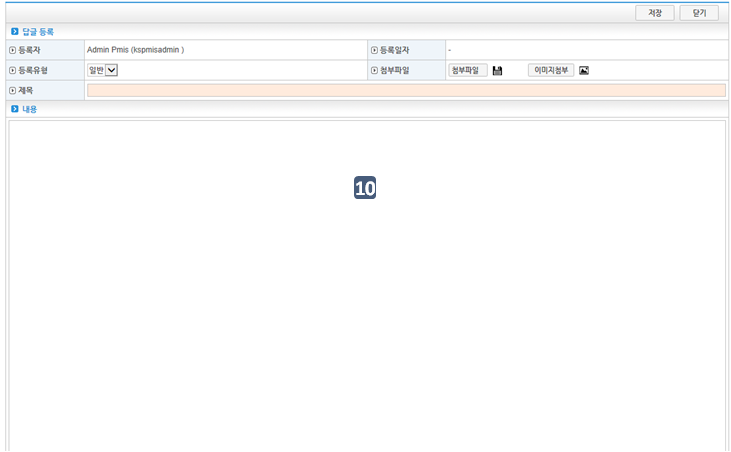 저장 닫기
답글 등록
등록자 Admin Pmis (kspmisadmin ) 등록일자 -
등록유형 일반 첨부파일 첨부파일 이미지첨부
제목
내용
10